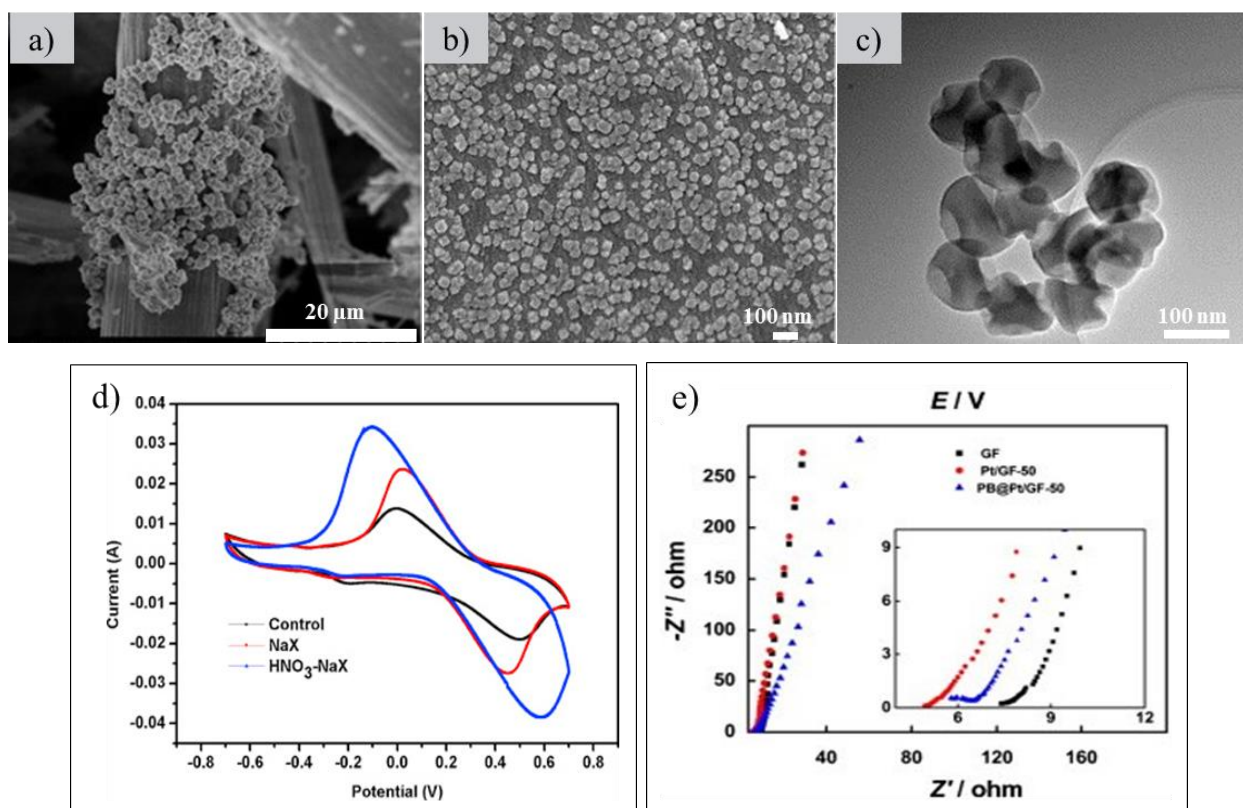 a)
20 μm
b)
100 nm
c)
100 nm
d)
0.04
0.03
0.02
0.01
0.00
-0.01
-0.02
-0.03
-0.04
Current (A)
Control
NaX
HNO3-NaX
-0.8 -0.6 -0.4 -0.2 0.0 0.2 0.4 0.6 0.8
Potential (V)
e)
E / V
250
200
150
100
50
0
-Z″ / ohm
GF
Pt/GF-50
PB@Pt/GF-50
9
6
3
0
6 9 12
40 80 120 160
Z′ / ohm